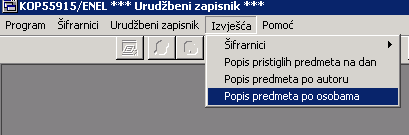 KOP55915/ENEL *** Urudžbeni zapisnik ***
Program Šifrarnici Urudžbeni zapisnik Izvješća Pomoć
Šifrarnici
Popis pristiglih predmeta na dan
Popis predmeta po autoru
Popis predmeta po osobama